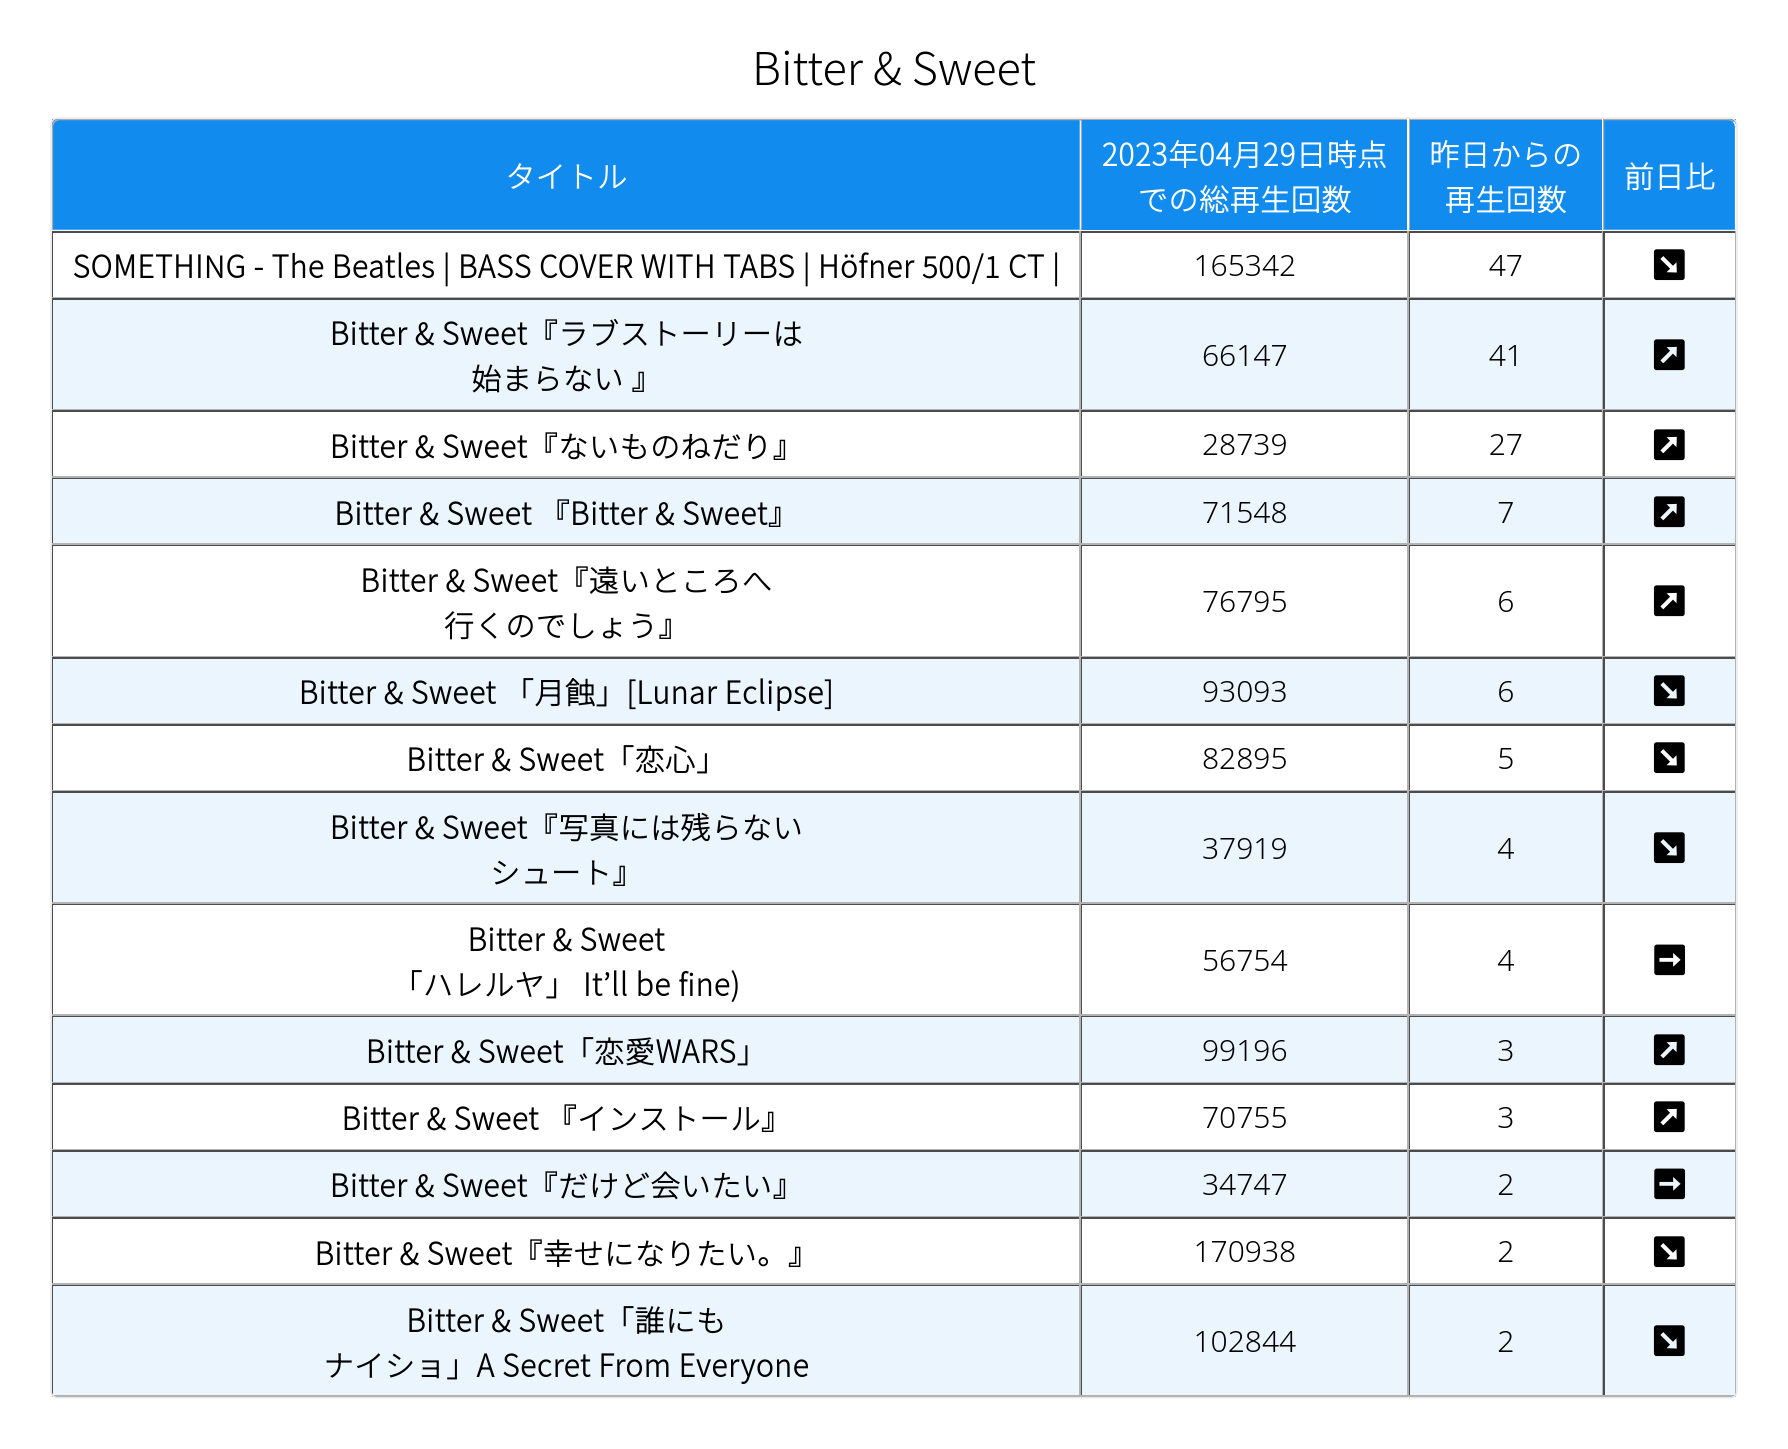 Bitter & Sweet
タイトル
2023年04月29日時点
での総再生回数
昨日からの
再生回数
前日比
SOMETHING - The Beatles | BASS COVER WITH TABS | Höfner 500/1 CT |
165342
47
Bitter & Sweet『ラブストーリーは
始まらない 』
66147
41
Bitter & Sweet『ないものねだり』
28739
27
Bitter & Sweet 『Bitter & Sweet』
71548
7
Bitter & Sweet『遠いところへ
行くのでしょう』
76795
6
Bitter & Sweet 「月蝕」[Lunar Eclipse]
93093
6
Bitter & Sweet「恋心」
82895
5
Bitter & Sweet『写真には残らない
シュート』
37919
4
Bitter & Sweet
「ハレルヤ」 It’ll be fine)
56754
4
Bitter & Sweet「恋愛WARS」
99196
3
Bitter & Sweet 『インストール』
70755
3
Bitter & Sweet『だけど会いたい』
34747
2
Bitter & Sweet『幸せになりたい。』
170938
2
Bitter & Sweet「誰にも
ナイショ」A Secret From Everyone
102844
2